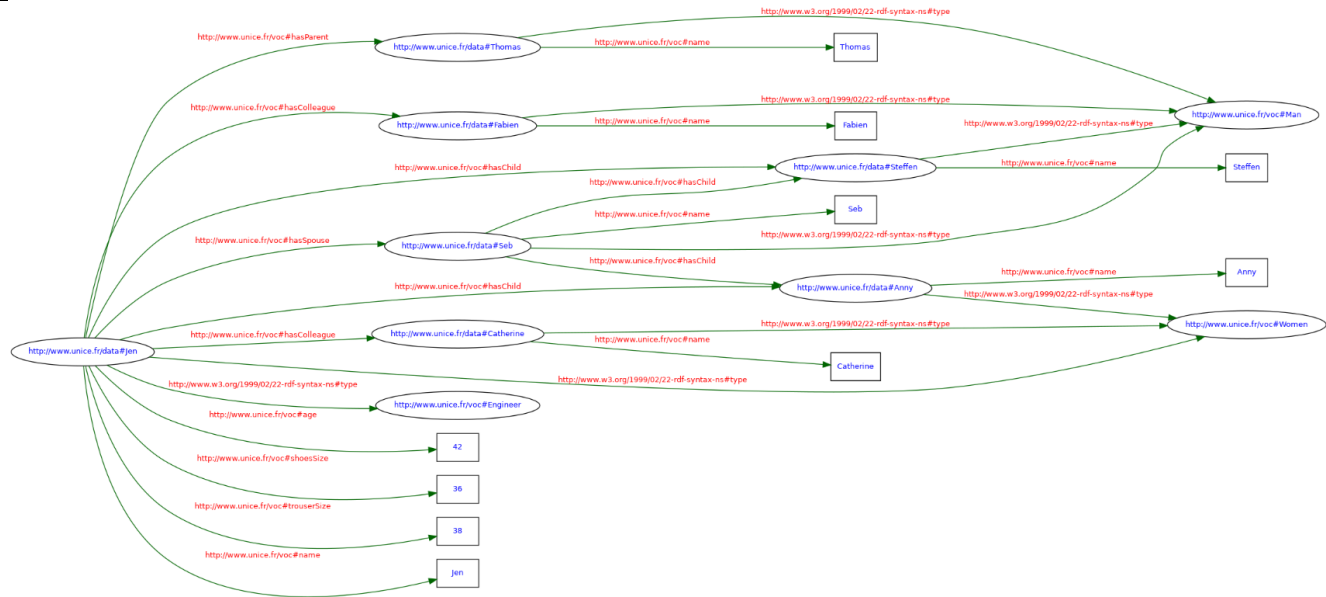 http://www.w3.org/1999/02/22-rdf-syntax-ns#type
http://www.unice.fr/voc#hasParent
http://www.unice.fr/data#Thomas
http://www.unice.fr/voc#name
Thomas
http://www.unice.fr/voc#hasColleague
http://www.w3.org/1999/02/22-rdf-syntax-ns#type
http://www.unice.fr/voc#Man
http://www.unice.fr/data#Fabien
http://www.unice.fr/voc#name
Fabien
http://www.w3.org/1999/02/22-rdf-syntax-ns#type
http://www.unice.fr/voc#hasChild
http://www.unice.fr/data#Steffen
http://www.unice.fr/voc#name
Steffen
http://www.unice.fr/voc#hasChild
http://www.unice.fr/voc#name
Seb
http://www.unice.fr/voc#hasSpouse
http://www.unice.fr/data#Seb
http://www.w3.org/1999/02/22-rdf-syntax-ns#type
http://www.unice.fr/voc#hasChild
http://www.unice.fr/voc#name
Anny
http://www.unice.fr/voc#hasChild
http://www.unice.fr/data#Anny
http://www.w3.org/1999/02/22-rdf-syntax-ns#type
http://www.unice.fr/voc#hasColleague
http://www.unice.fr/data#Catherine
http://www.w3.org/1999/02/22-rdf-syntax-ns#type
http://www.unice.fr/voc#Women
http://www.unice.fr/voc#name
http://www.unice.fr/data#Jen
Catherine
http://www.w3.org/1999/02/22-rdf-syntax-ns#type
http://www.w3.org/1999/02/22-rdf-syntax-ns#type
http://www.unice.fr/voc#Engineer
http://www.unice.fr/voc#age
42
http://www.unice.fr/voc#shoesSize
36
http://www.unice.fr/voc#trouserSize
38
http://www.unice.fr/voc#name
Jen